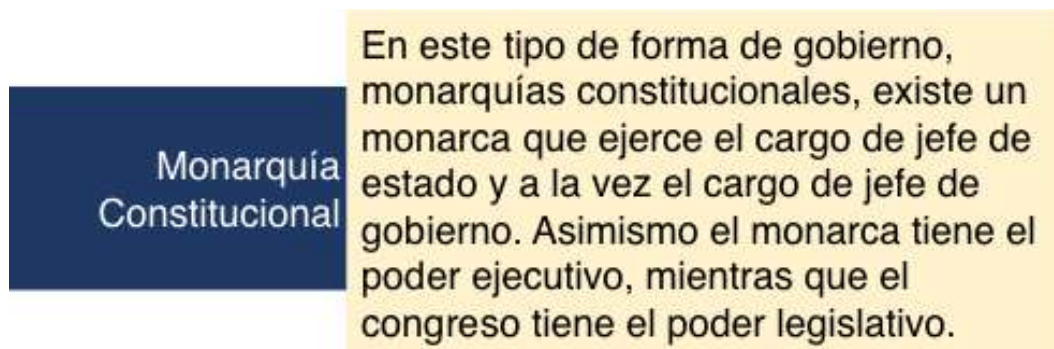 Monarquía
Constitucional
En este tipo de forma de gobierno,
monarquías constitucionales, existe un
monarca que ejerce el cargo de jefe de
estado y a la vez el cargo de jefe de
gobierno. Asimismo el monarca tiene el
poder ejecutivo, mientras que el
congreso tiene el poder legislativo.